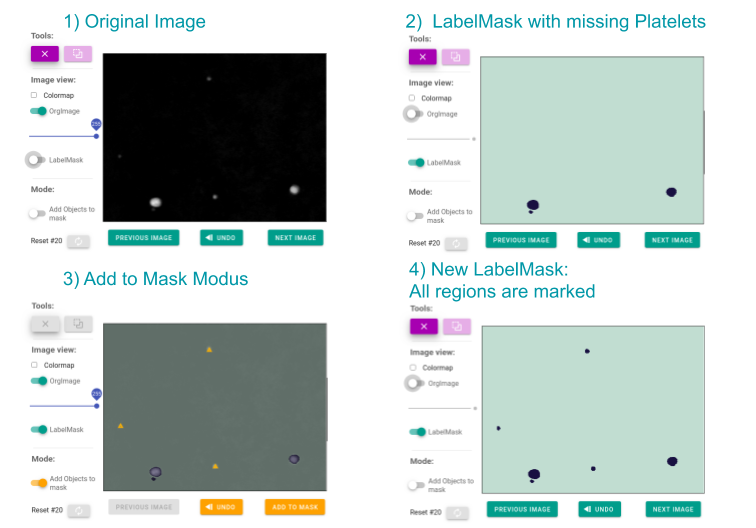 1) Original Image
Tools:
Image view:
Colormap
OrgImage
255
LabelMask
Mode:
Add Objects to
mask
Reset #20
PREVIOUS IMAGE
UNDO
NEXT IMAGE
2) LabelMask with missing Platelets
Tools:
Image view:
Colormap
OrgImage
LabelMask
Mode:
Add Objects to
mask
Reset #20
PREVIOUS IMAGE
UNDO
NEXT IMAGE
3) Add to Mask Modus
Tools:
Image view:
Colormap
OrgImage
255
LabelMask
Mode:
Add Objects to
mask
Reset #20
PREVIOUS IMAGE
UNDO
ADD TO MASK
4) New LabelMask:
All regions are marked
Tools:
Image view:
Colormap
OrgImage
LabelMask
Mode:
Add Objects to
mask
Reset #20
PREVIOUS IMAGE
UNDO
NEXT IMAGE